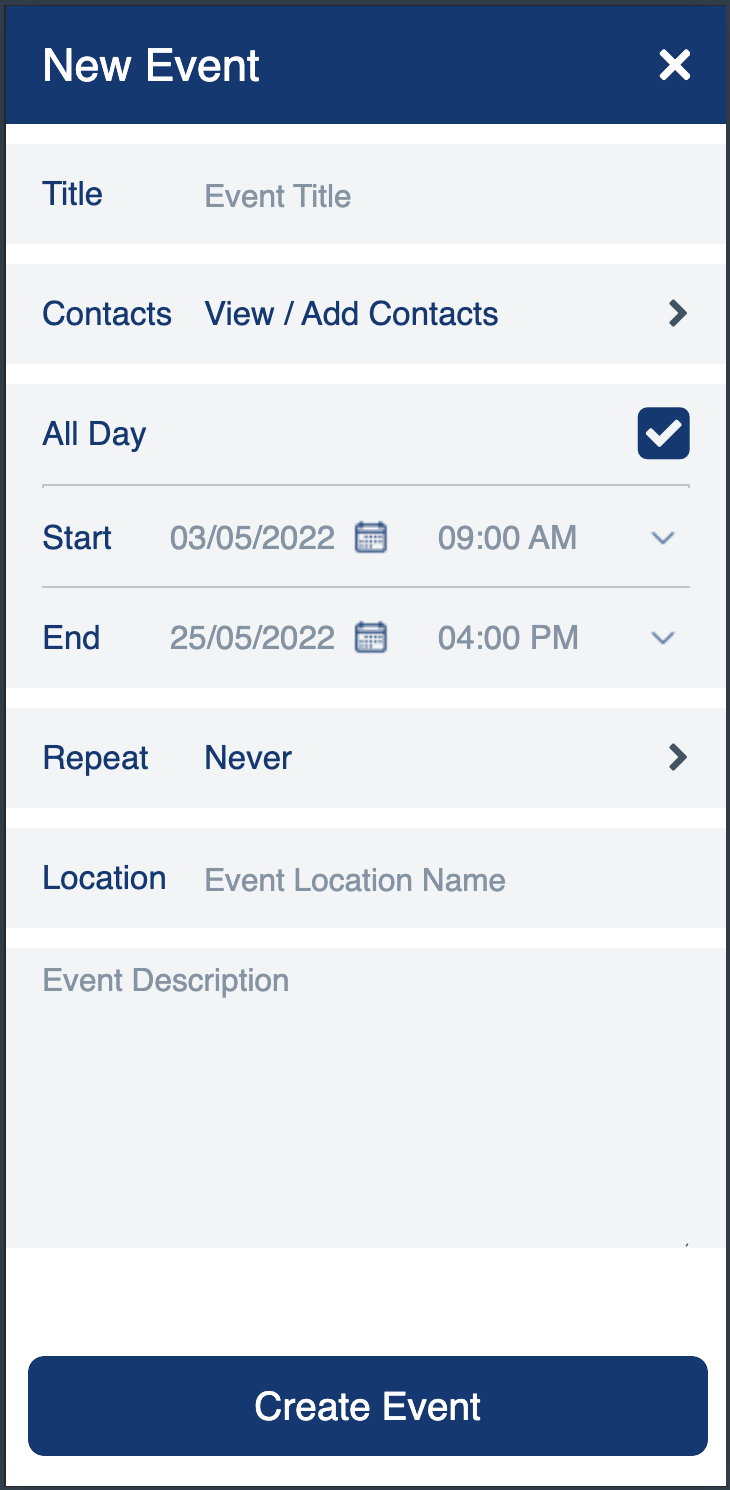 New Event
Title Event Title
Contacts View / Add Contacts
All Day
Start 03/05/2022 09:00 AM
End 25/05/2022 04:00 PM
Repeat Never
Location Event Location Name
Event Description
Create Event